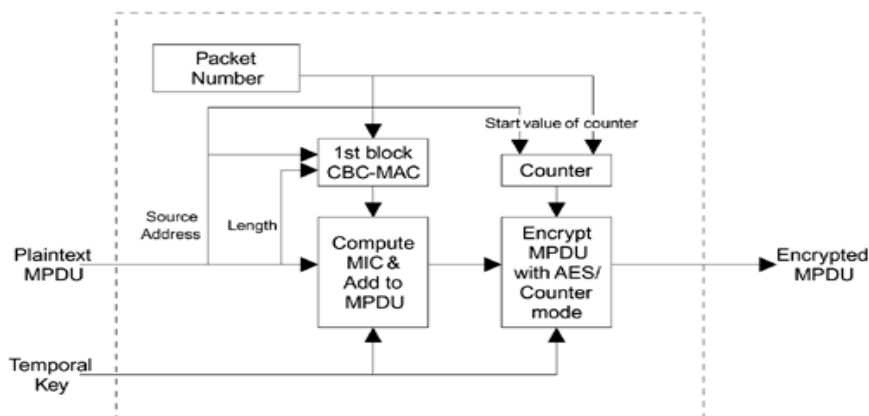 Packet
Number
Start value of counter
1st block
CBC-MAC
Counter
Source
Address
Length
Plaintext
MPDU
Compute
MIC &
Add to
MPDU
Encrypt
MPDU
with AES/
Counter
mode
Encrypted
MPDU
Temporal
Key